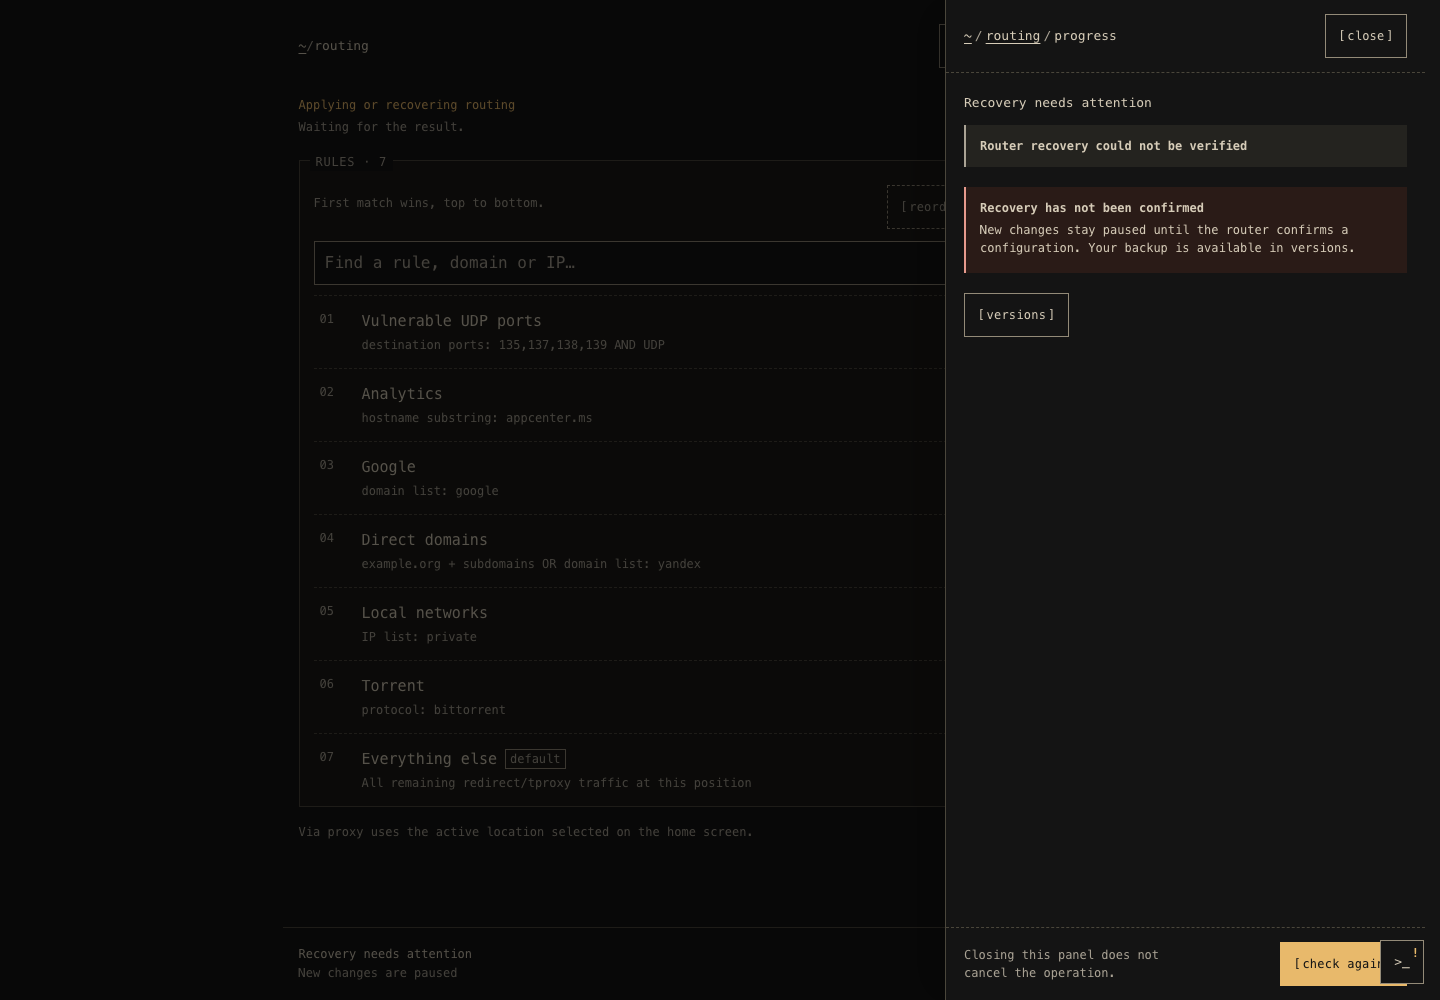 ~/routing
Applying or recovering routing
Waiting for the result.
RULES · 7
First match wins, top to bottom.
[reord
Find a rule, domain or IP…
01 Vulnerable UDP ports
destination ports: 135,137,138,139 AND UDP
02 Analytics
hostname substring: appcenter.ms
03 Google
domain list: google
04 Direct domains
example.org + subdomains OR domain list: yandex
05 Local networks
IP list: private
06 Torrent
protocol: bittorrent
07 Everything else default
All remaining redirect/tproxy traffic at this position
Via proxy uses the active location selected on the home screen.
Recovery needs attention
New changes are paused
~/routing/progress
[close]
Recovery needs attention
Router recovery could not be verified
Recovery has not been confirmed
New changes stay paused until the router confirms a
configuration. Your backup is available in versions.
[versions]
Closing this panel does not
cancel the operation.
[check again
>_ !